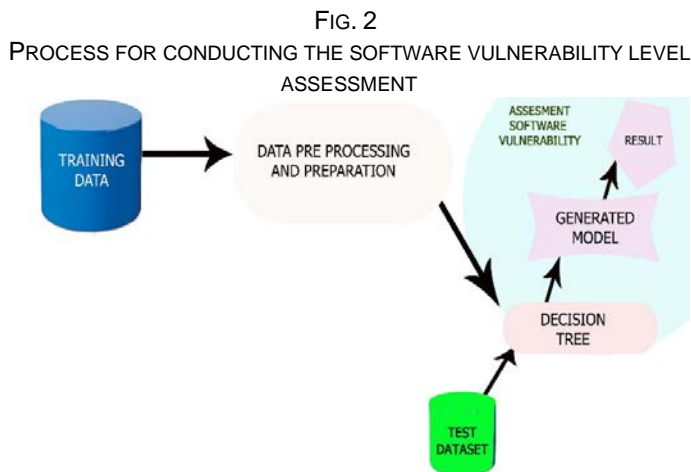 FIG. 2
PROCESS FOR CONDUCTING THE SOFTWARE VULNERABILITY LEVEL
ASSESSMENT
TRAINING
DATA
DATA PRE PROCESSING
AND PREPARATION
ASSESMENT
SOFTWARE
VULNERABILITY
RESULT
GENERATED
MODEL
DECISION
TREE
TEST
DATASET